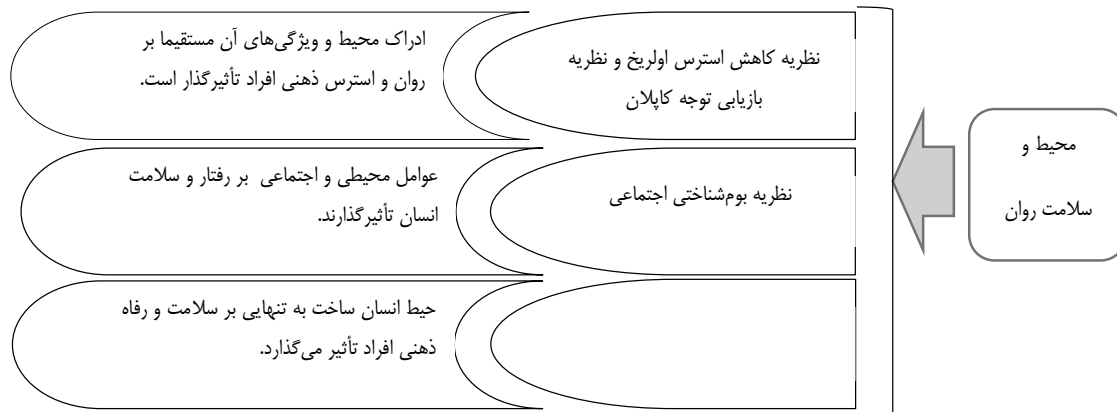 محیط و
سلامت روان
نظریه کاهش استرس اولریخ و نظریه
بازیابی توجه کاپلان
ادراک محیط و ویژگی‌های آن مستقیما بر
روان و استرس ذهنی افراد تأثیرگذار است.
نظریه بوم‌شناختی اجتماعی
عوامل محیطی و اجتماعی بر رفتار و سلامت
انسان تأثیرگذارند.
حیط انسان ساخت به تنهایی بر سلامت و رفاه
ذهنی افراد تأثیر می‌گذارد.